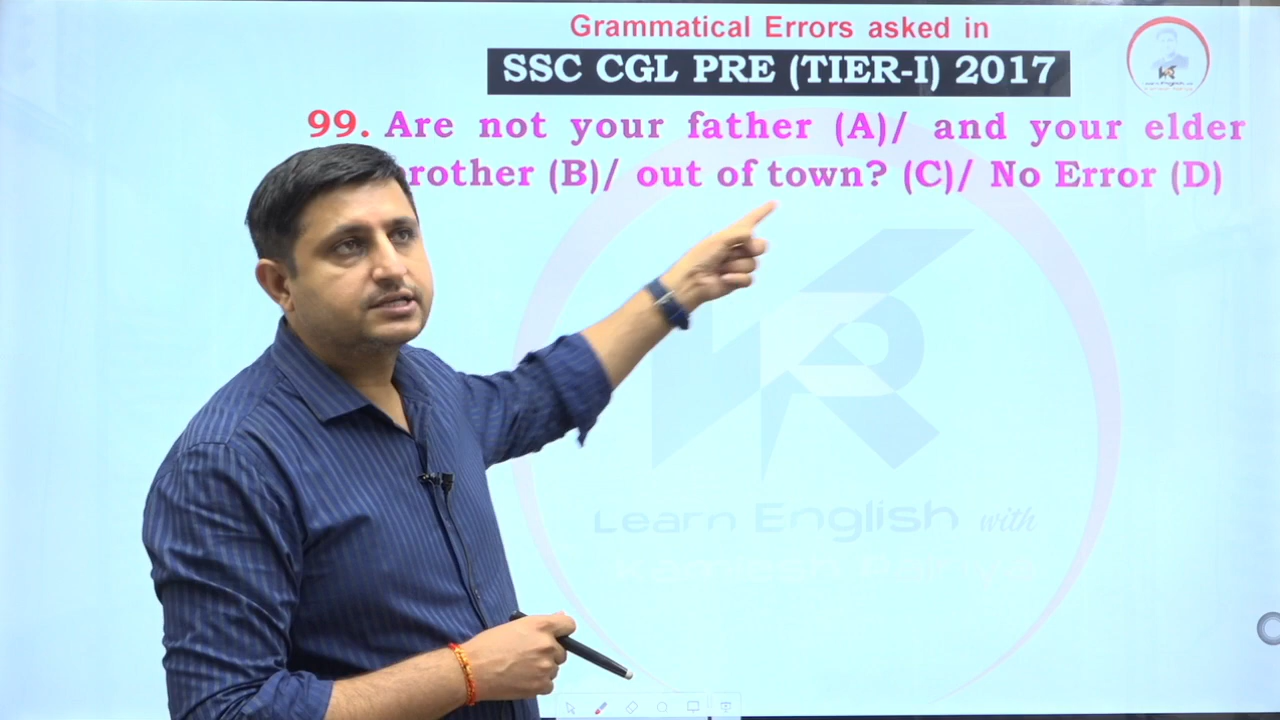 Grammatical Errors asked in
SSC CGL PRE (TIER-I) 2017
99. Are not your father (A)/ and your elder
rother (B)/ out of town? (C)/ No Error (D)
Learn English with